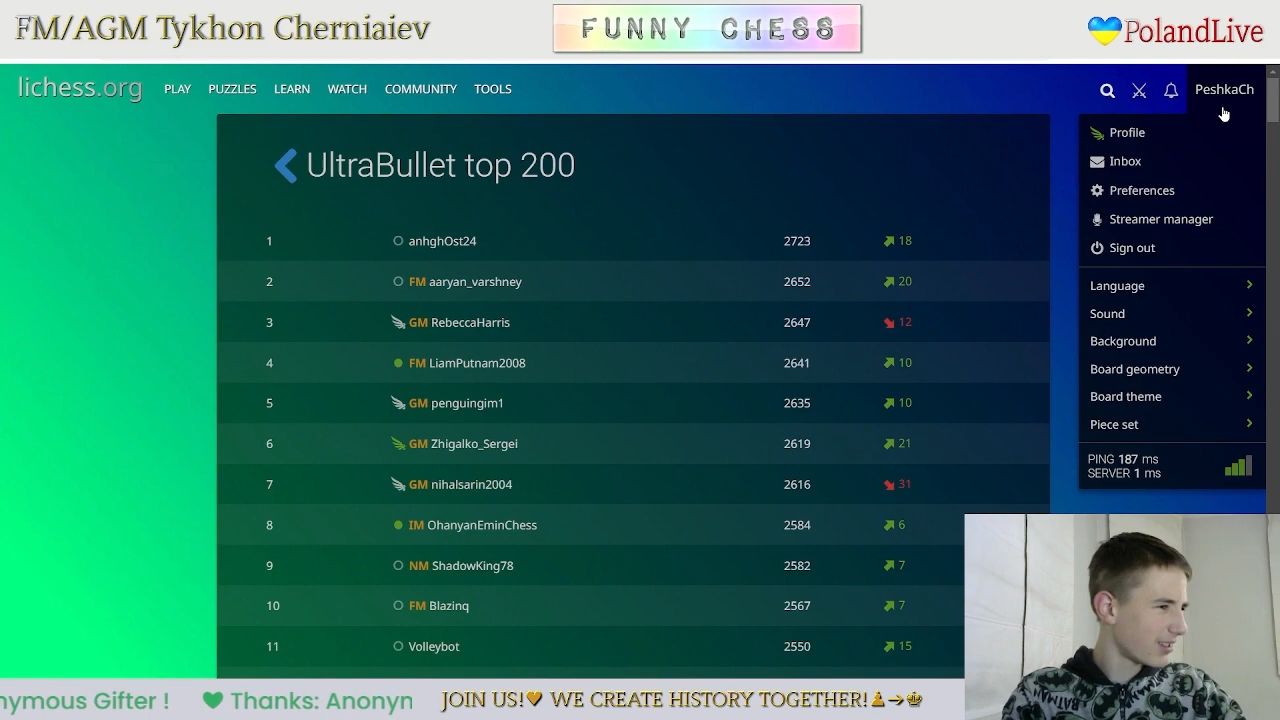 FM/AGM Tykhon Cherniaiev
FUNNY CHESS
PolandLive
lichess.org PLAY PUZZLES LEARN WATCH COMMUNITY TOOLS PeshkaCh
UltraBullet top 200
1 anhghOst24 2723 18
2 FM aaryan_varshney 2652 20
3 GM RebeccaHarris 2647 12
4 FM LiamPutnam2008 2641 10
5 GM penguingim1 2635 10
6 GM Zhigalko_Sergei 2619 21
7 GM nihalsarin2004 2616 31
8 IM OhanyanEminChess 2584 6
9 NM ShadowKing78 2582 7
10 FM Blazinq 2567 7
11 Volleybot 2550 15
Profile
Inbox
Preferences
Streamer manager
Sign out
Language
Sound
Background
Board geometry
Board theme
Piece set
PING 187 ms
SERVER 1 ms
nymous Gifter ! Thanks: Anonyn
JOIN US! WE CREATE HISTORY TOGETHER!
BATMAN